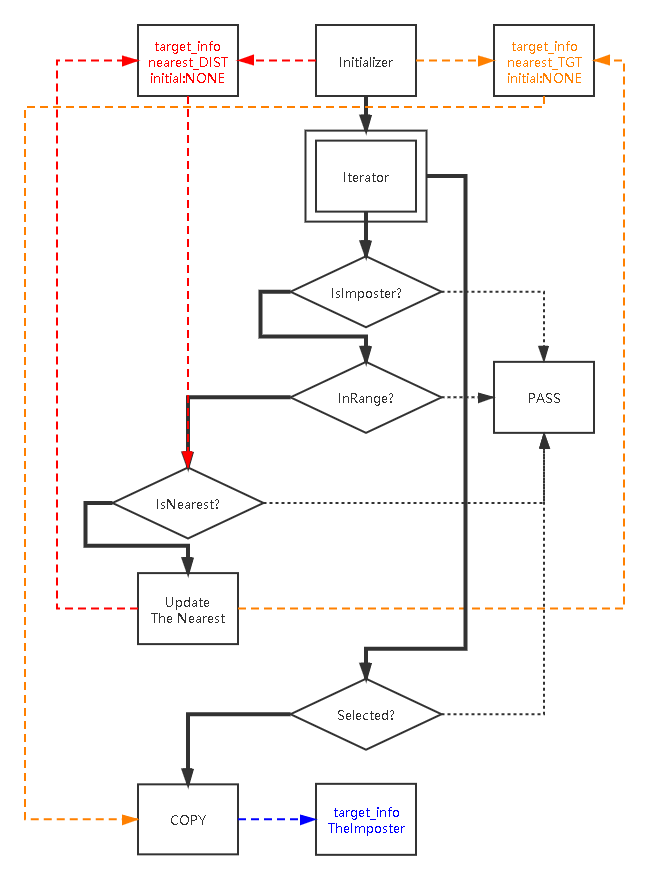 target_info
nearest_DIST
initial:NONE
Initializer
target_info
nearest_TGT
initial:NONE
Iterator
IsImposter?
InRange?
PASS
IsNearest?
Update
The Nearest
Selected?
COPY
target_info
TheImposter